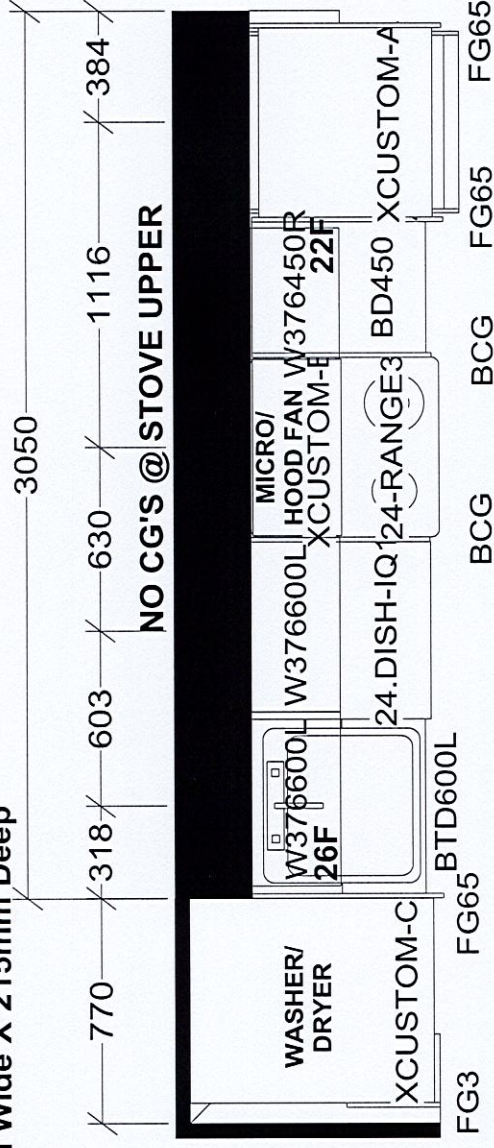 Wide X 215mm Deep
3050
770
318
603
630
1116
384
NO CG'S @ STOVE UPPER
WASHER/
DRYER
XCUSTOM-C
W376600L
26F
W376600L
MICRO/
HOOD FAN
W376450R
22F
24.DISH-IQ1
24-RANGE3
BD450
XCUSTOM-A
BTD600L
FG3
FG65
BCG
BCG
FG65
FG65